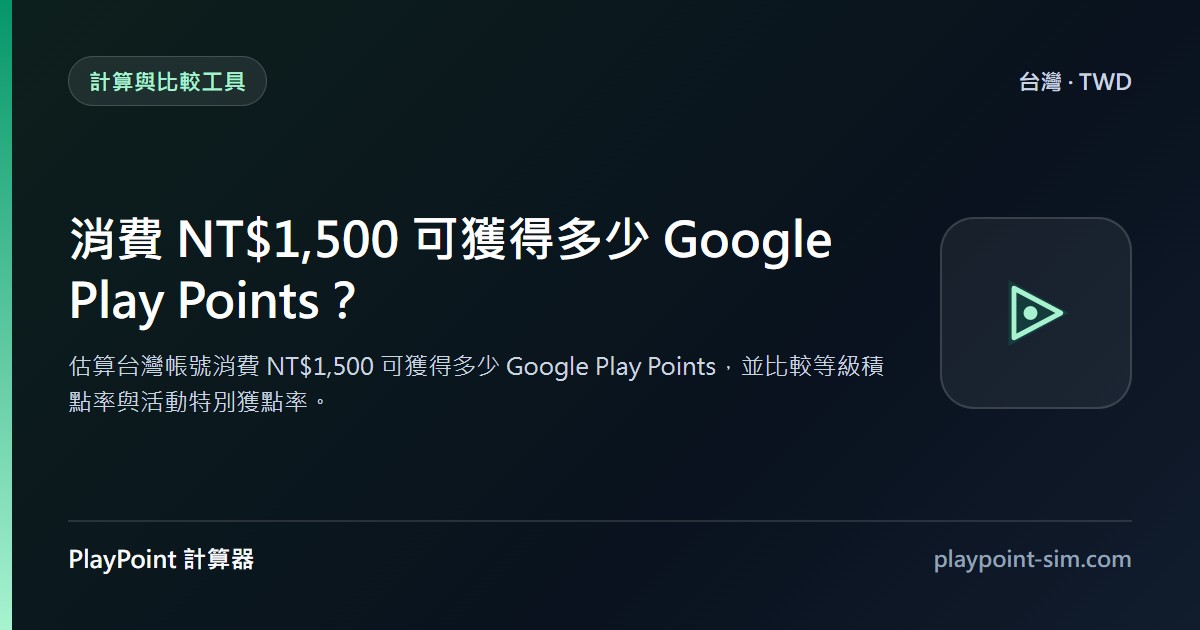 計算與比較工具
台灣 · TWD
消費 NT$1,500 可獲得多少 Google
Play Points？
估算台灣帳號消費 NT$1,500 可獲得多少 Google Play Points，並比較等級積
點率與活動特別獲點率。
PlayPoint 計算器
playpoint-sim.com